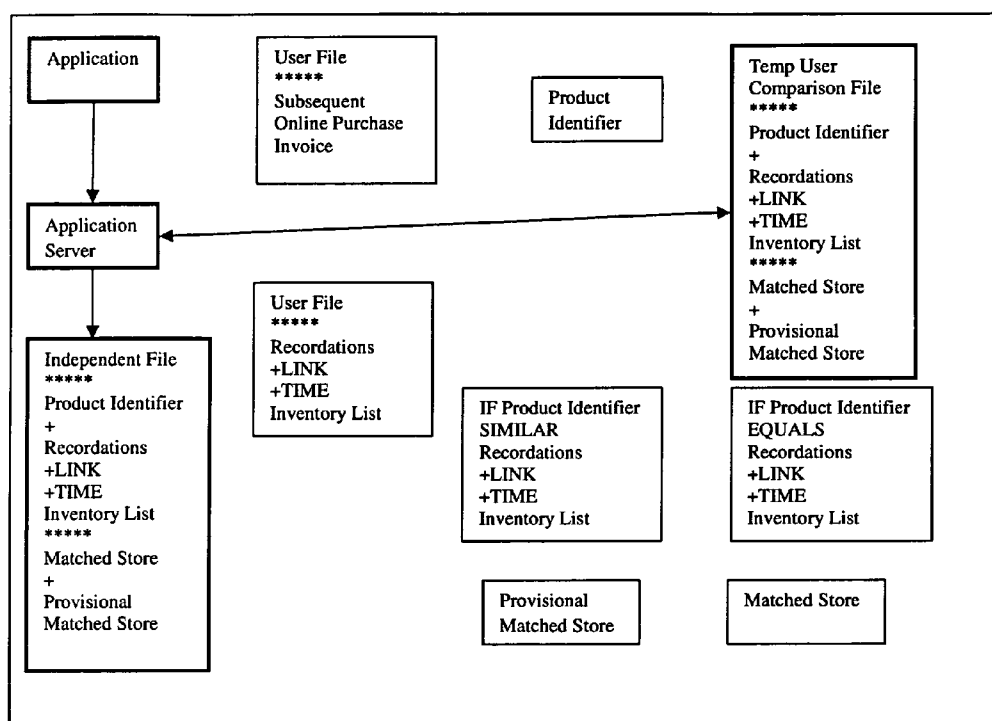 Application
User File
*****
Subsequent
Online Purchase
Invoice
Product
Identifier
Temp User
Comparison File
*****
Product Identifier
+
Recordations
+LINK
+TIME
Inventory List
*****
Matched Store
+
Provisional
Matched Store
Application
Server
User File
*****
Recordations
+LINK
+TIME
Inventory List
Independent File
*****
Product Identifier
+
Recordations
+LINK
+TIME
Inventory List
*****
Matched Store
+
Provisional
Matched Store
IF Product Identifier
SIMILAR
Recordations
+LINK
+TIME
Inventory List
IF Product Identifier
EQUALS
Recordations
+LINK
+TIME
Inventory List
Provisional
Matched Store
Matched Store